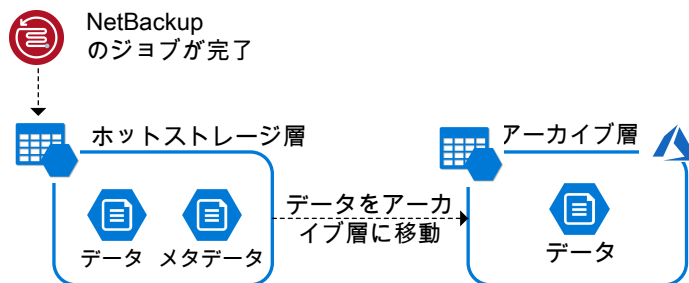 NetBackup
のジョブが完了
ホットストレージ層
アーカイブ層
データをアーカ
イブ層に移動
データ メタデータ
データ